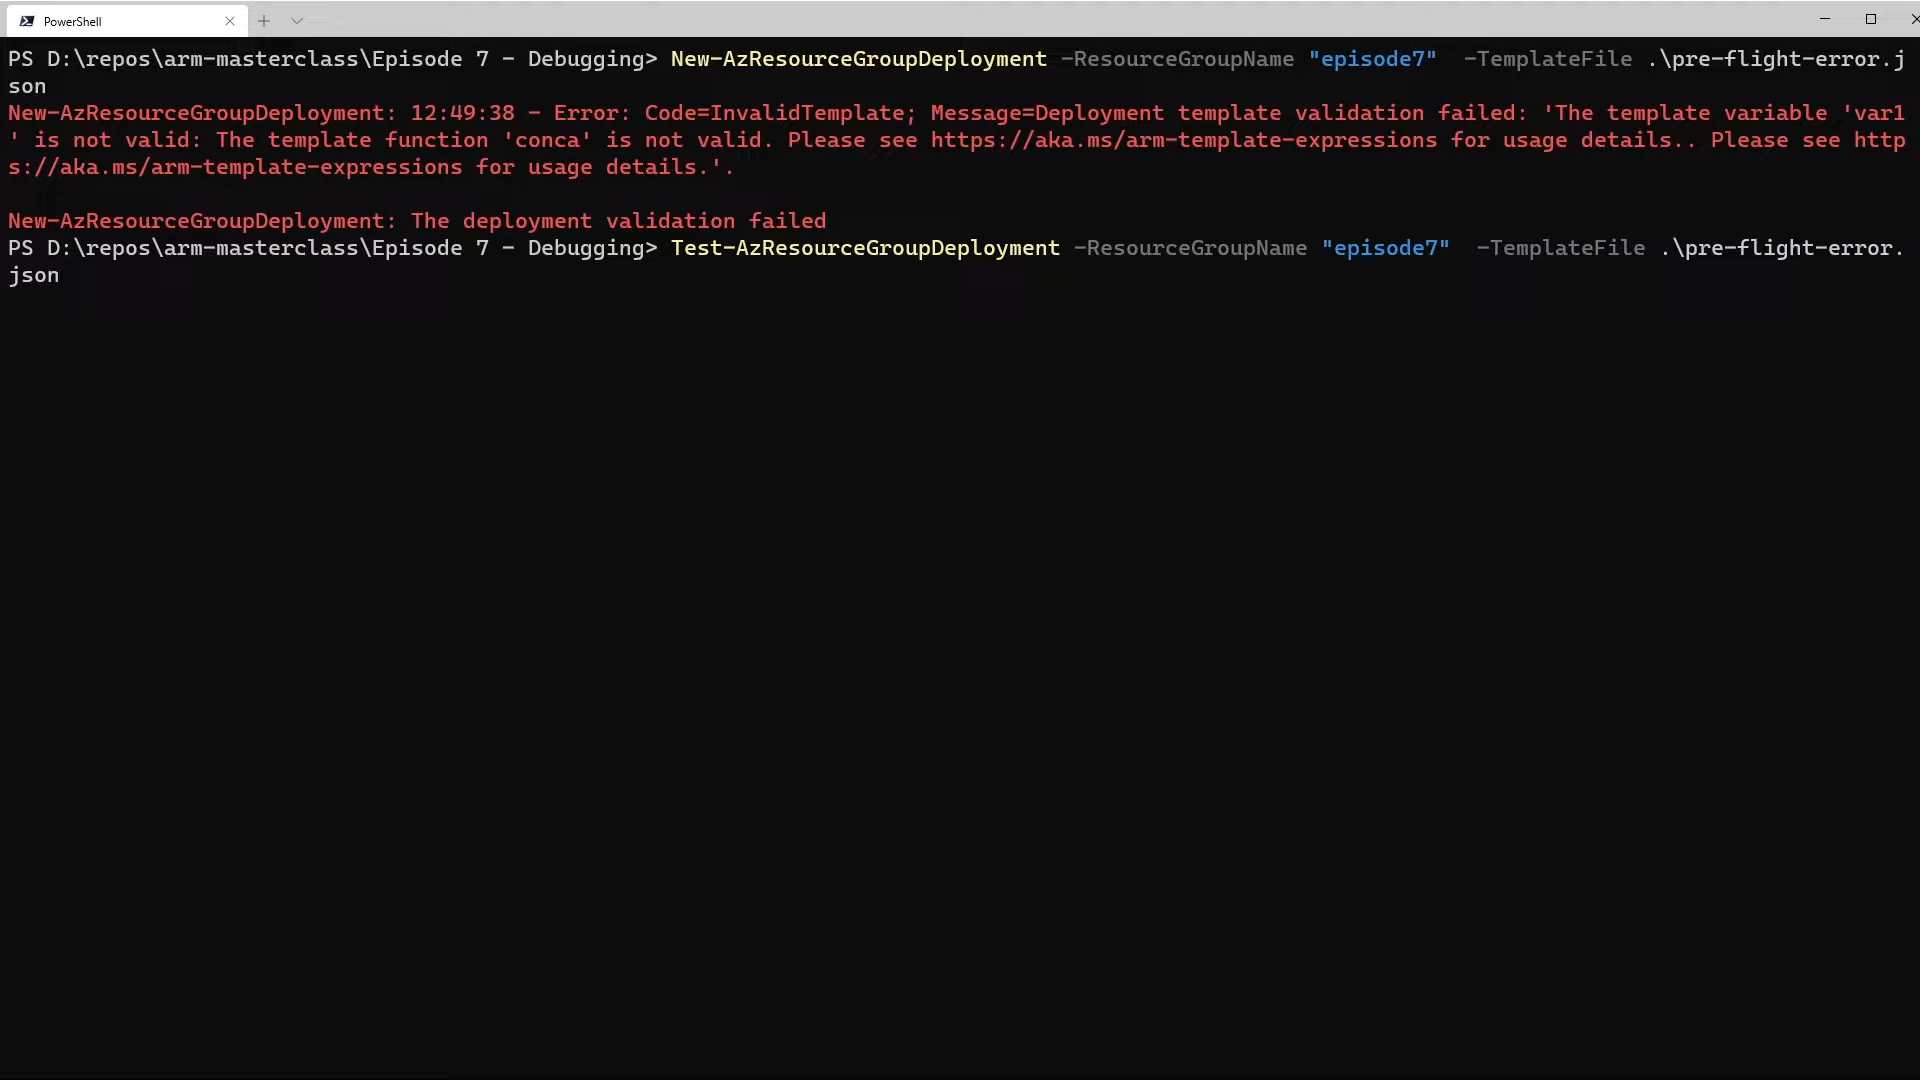 PowerShell
PS D:\repos\arm-masterclass\Episode 7 - Debugging> New-AzResourceGroupDeployment -ResourceGroupName "episode7"  -TemplateFile .\pre-flight-error.j
son
New-AzResourceGroupDeployment: 12:49:38 - Error: Code=InvalidTemplate; Message=Deployment template validation failed: 'The template variable 'var1
' is not valid: The template function 'conca' is not valid. Please see https://aka.ms/arm-template-expressions for usage details.. Please see http
s://aka.ms/arm-template-expressions for usage details.'.
New-AzResourceGroupDeployment: The deployment validation failed
PS D:\repos\arm-masterclass\Episode 7 - Debugging> Test-AzResourceGroupDeployment -ResourceGroupName "episode7"  -TemplateFile .\pre-flight-error.
json